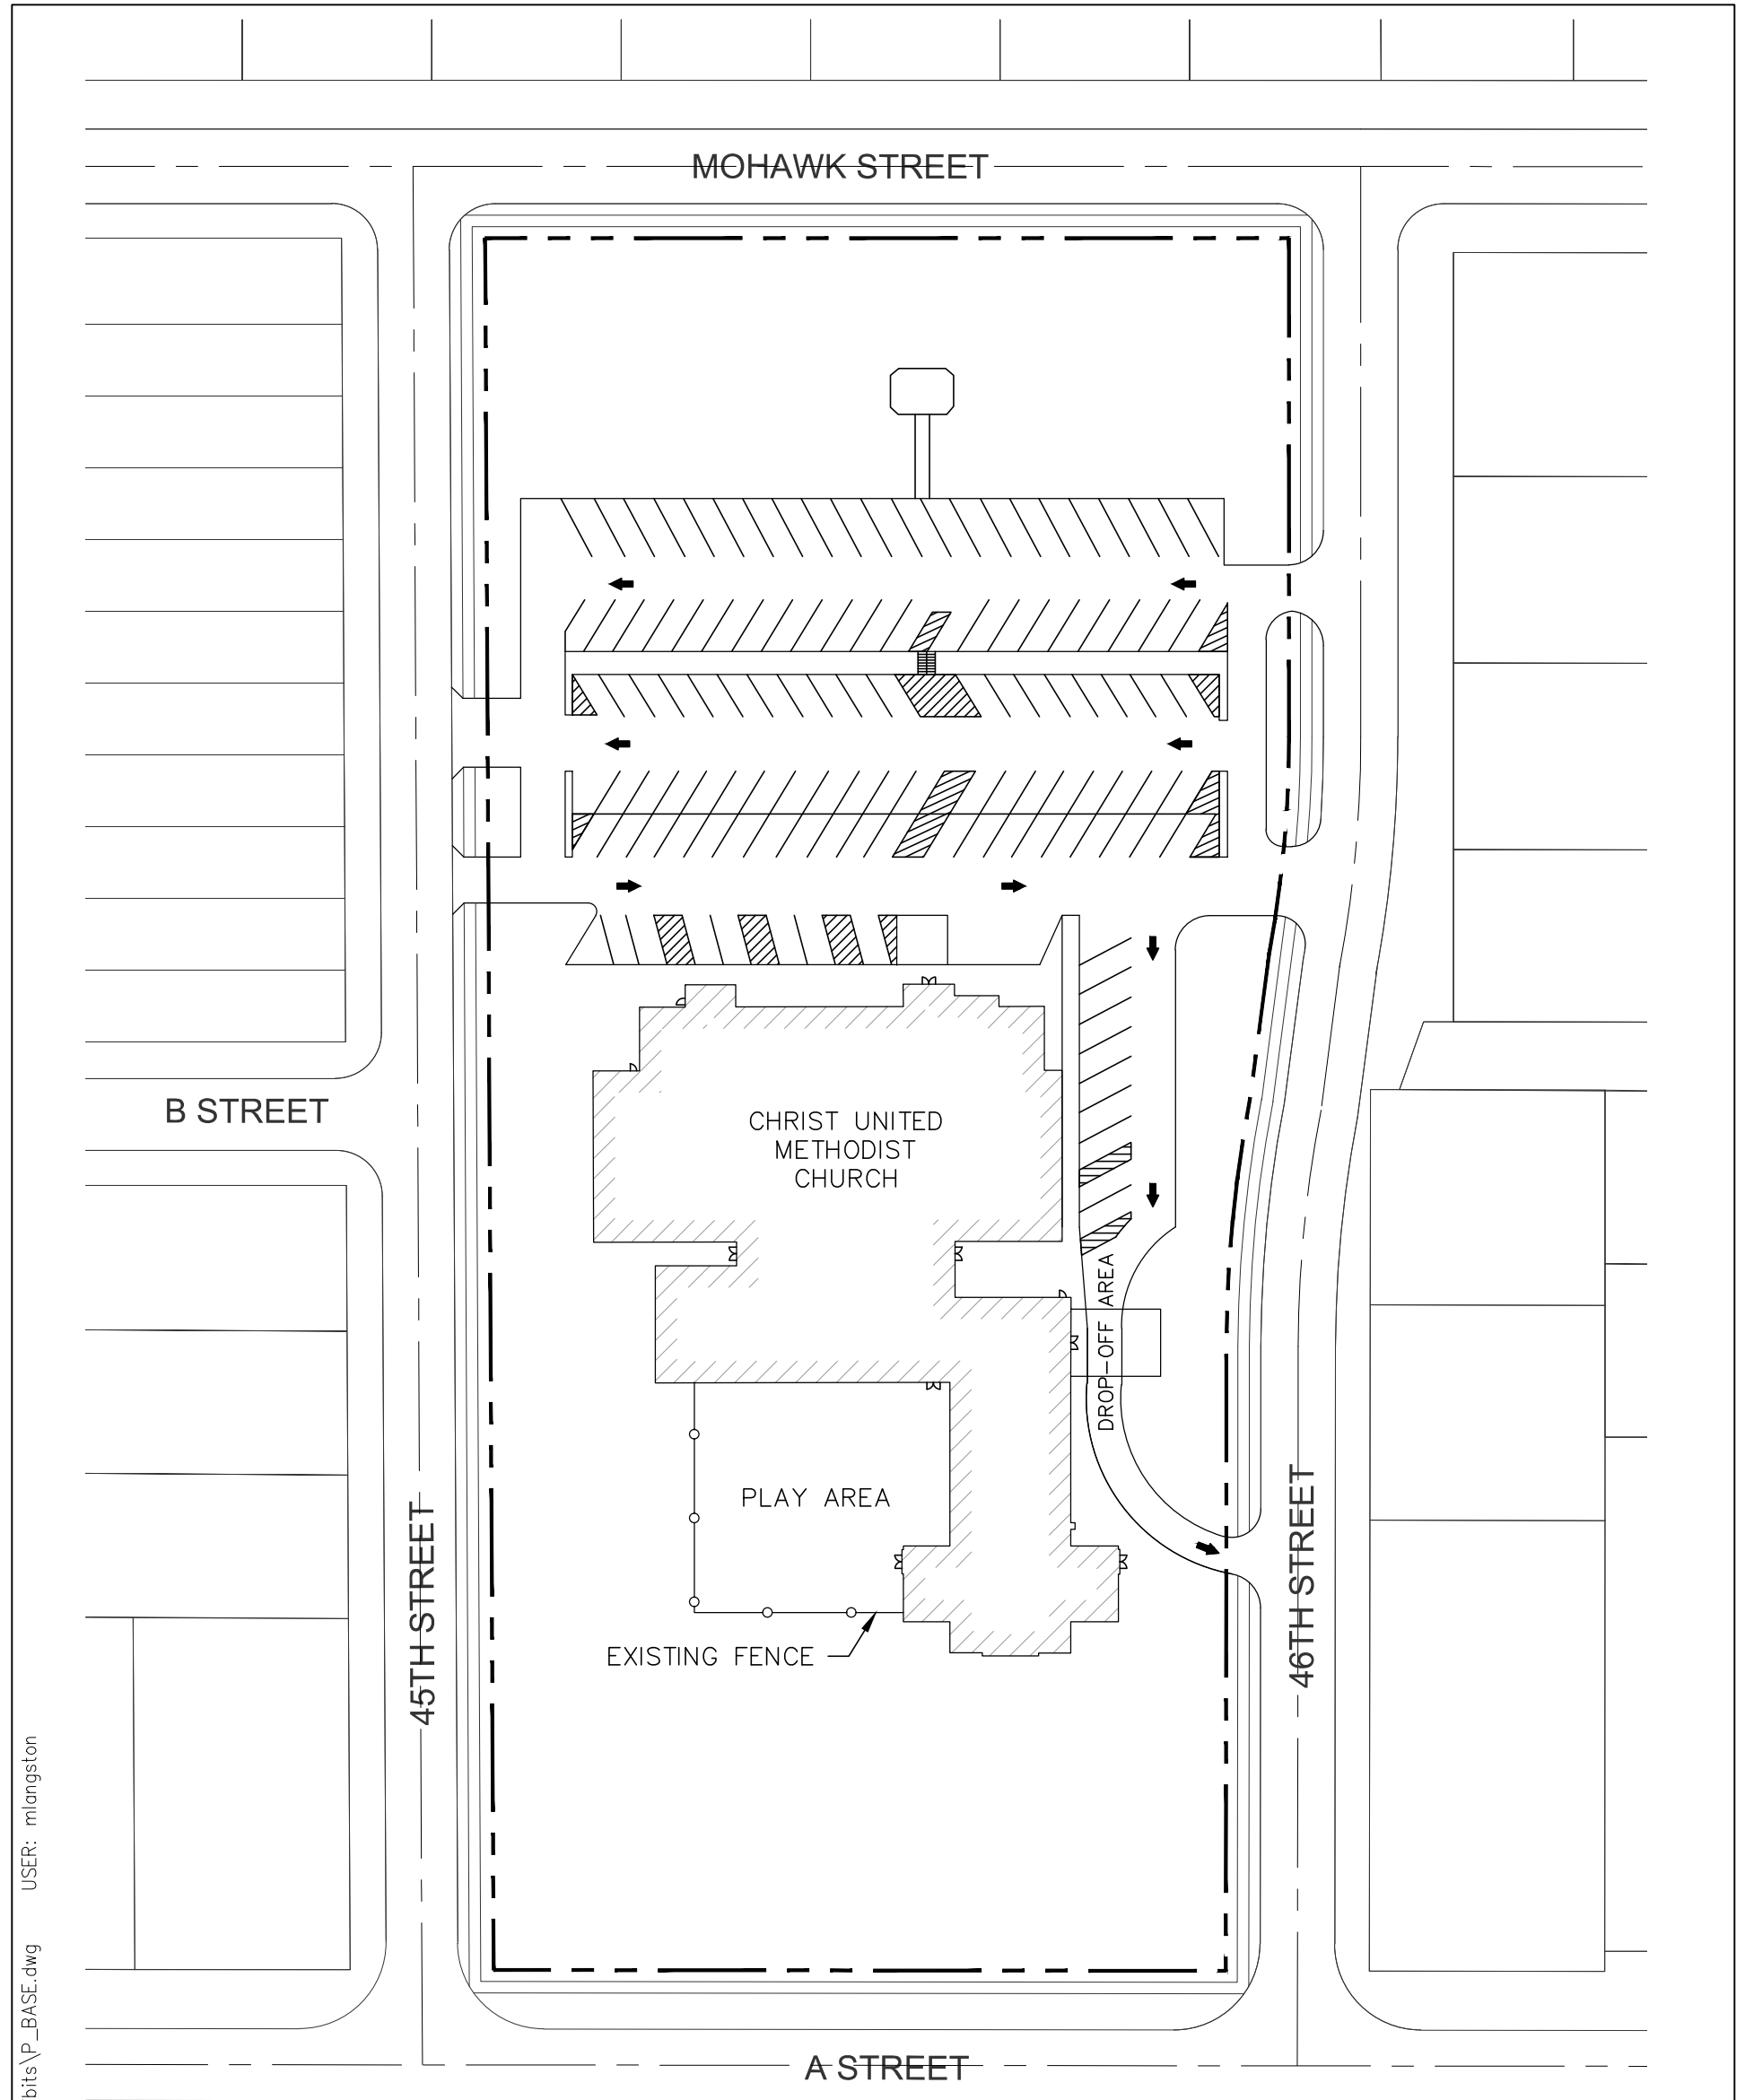 MOHAWK STREET
B STREET
CHRIST UNITED
METHODIST
CHURCH
DROP-OFF AREA
PLAY AREA
EXISTING FENCE
45TH STREET
46TH STREET
A STREET
bits\P_BASE.dwg USER: mlangston